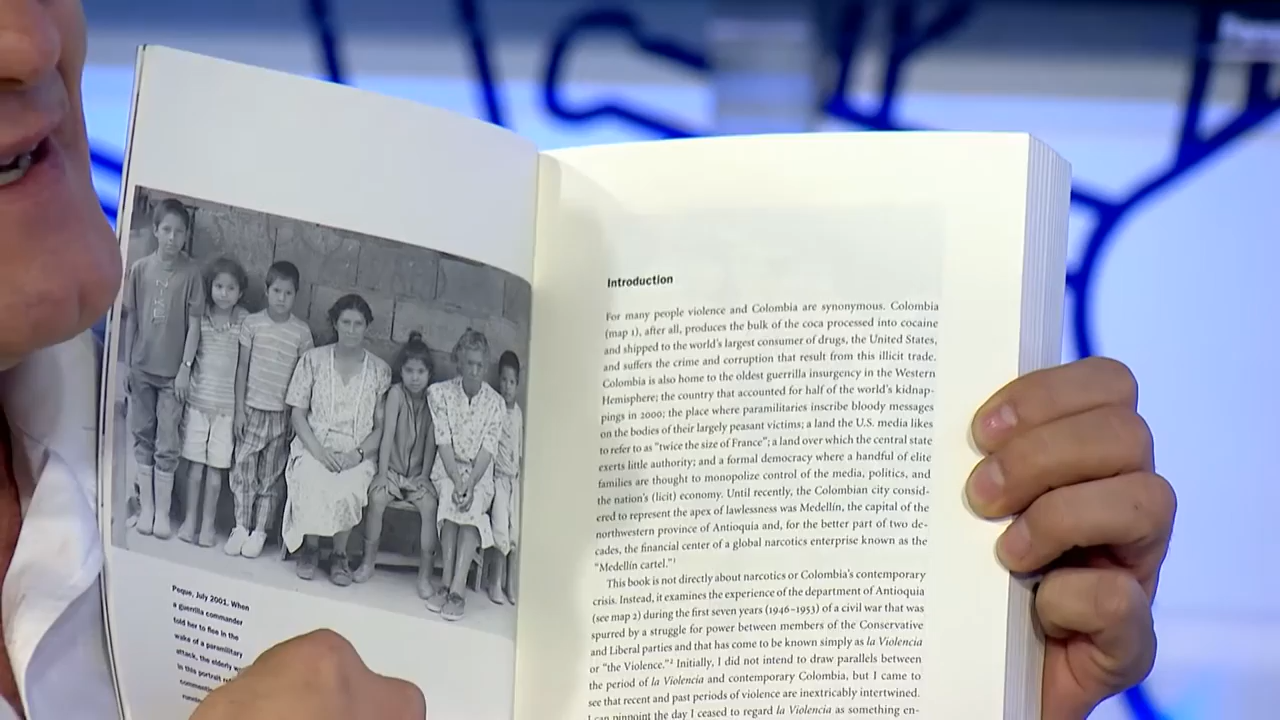 NIKE
Introduction
For many people violence and Colombia are synonymous. Colombia
(map 1), after all, produces the bulk of the coca processed into cocaine
and shipped to the world's largest consumer of drugs, the United States,
and suffers the crime and corruption that result from this illicit trade.
Colombia is also home to the oldest guerrilla insurgency in the Western
Hemisphere; the country that accounted for half of the world's kidnap-
pings in 2000; the place where paramilitaries inscribe bloody messages
on the bodies of their largely peasant victims; a land the U.S. media likes
to refer to as "twice the size of France"; a land over which the central state
exerts little authority; and a formal democracy where a handful of elite
families are thought to monopolize control of the media, politics, and
the nation's (licit) economy. Until recently, the Colombian city consid-
ered to represent the apex of lawlessness was Medellín, the capital of the
northwestern province of Antioquia and, for the better part of two de-
cades, the financial center of a global narcotics enterprise known as the
"Medellín cartel."1
This book is not directly about narcotics or Colombia's contemporary
crisis. Instead, it examines the experience of the department of Antioquia
(see map 2) during the first seven years (1946–1953) of a civil war that was
spurred by a struggle for power between members of the Conservative
and Liberal parties and that has come to be known simply as la Violencia
or "the Violence."2 Initially, I did not intend to draw parallels between
the period of la Violencia and contemporary Colombia, but I came to
see that recent and past periods of violence are inextricably intertwined.
I can pinpoint the day I ceased to regard la Violencia as something en-
Peque, July 2001. When
a guerrilla commander
told her to flee in the
wake of a paramilitary
attack, the elderly
in this portrait